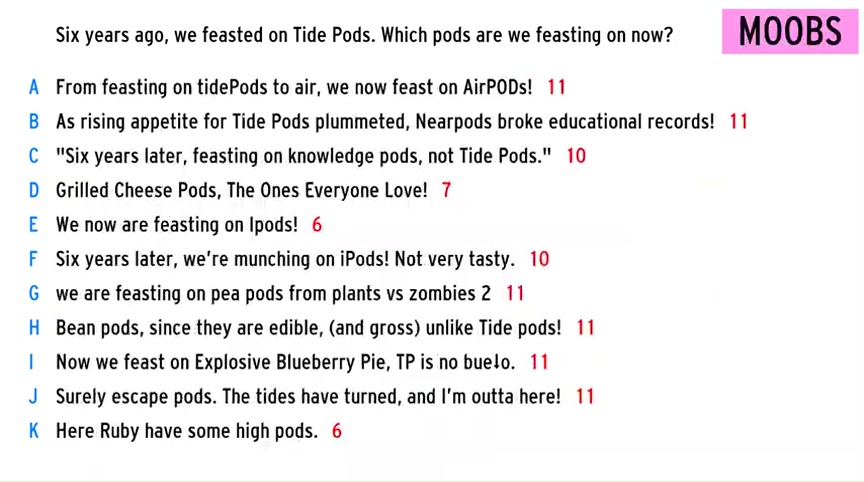 Six years ago, we feasted on Tide Pods. Which pods are we feasting on now?
MOOBS
A From feasting on tidePods to air, we now feast on AirPODs! 11
B As rising appetite for Tide Pods plummeted, Nearpods broke educational records! 11
C "Six years later, feasting on knowledge pods, not Tide Pods." 10
D Grilled Cheese Pods, The Ones Everyone Love! 7
E We now are feasting on Ipods! 6
F Six years later, we're munching on iPods! Not very tasty. 10
G we are feasting on pea pods from plants vs zombies 2 11
H Bean pods, since they are edible, (and gross) unlike Tide pods! 11
I Now we feast on Explosive Blueberry Pie, TP is no 11
J Surely escape pods. The tides have turned, and I'm outta here! 11
K Here Ruby have some high pods. 6